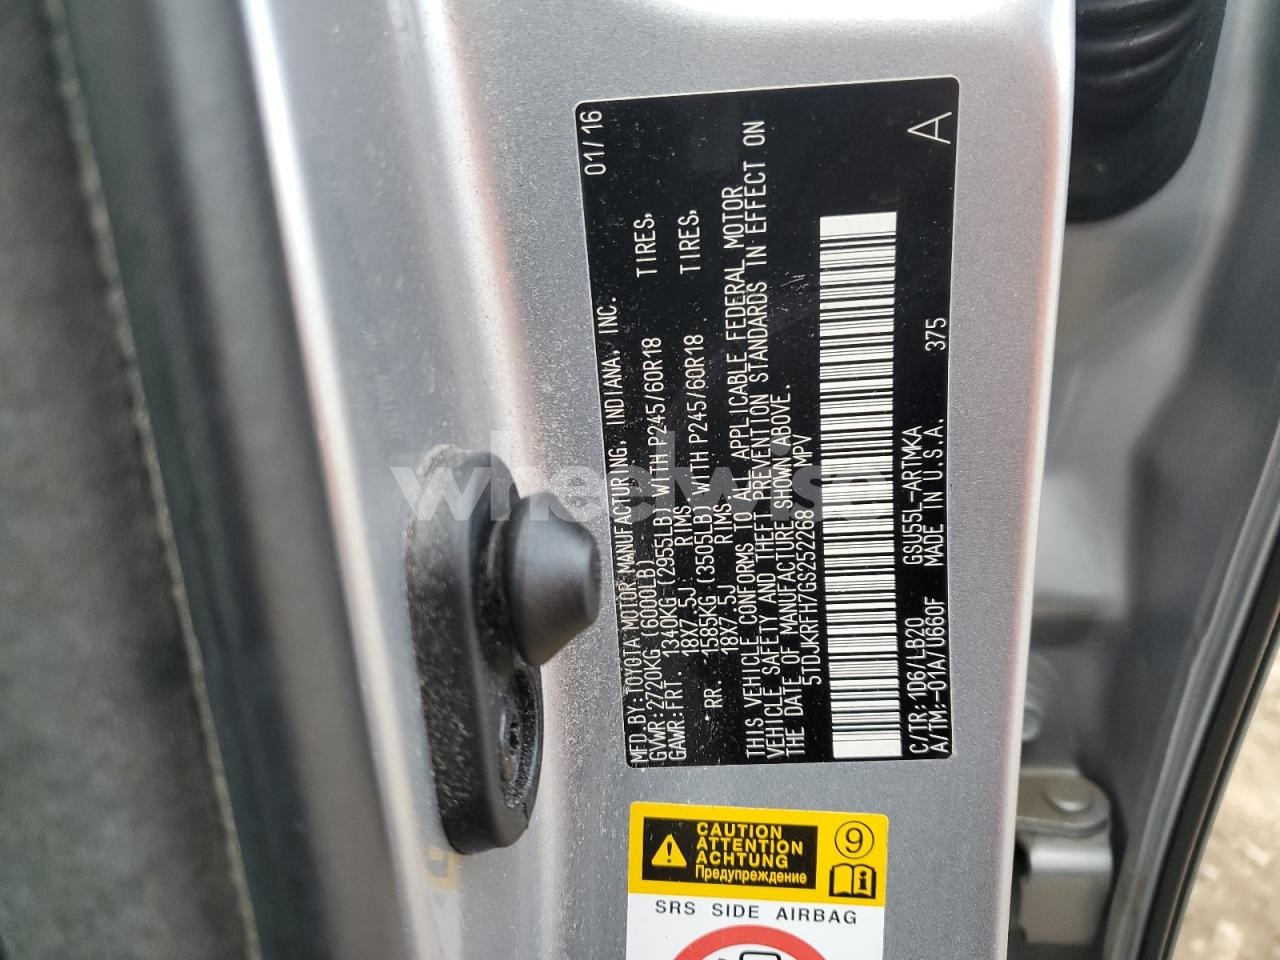 01/16
MFD.BY:TOYOTA MOTOR MANUFACTURING, INDIANA, INC.
GVWR:2720KG (6000LB)
GAWR:FRT. 1340KG (2955LB) WITH P245/60R18 TIRES,
18X7.5J RIMS.
RR. 1585KG (3505LB) WITH P245/60R18 TIRES,
18X7.5J RIMS.
THIS VEHICLE CONFORMS TO ALL APPLICABLE FEDERAL MOTOR
VEHICLE SAFETY AND THEFT PREVENTION STANDARDS IN EFFECT ON
THE DATE OF MANUFACTURE SHOWN ABOVE.
5TDJKRFH7GS252268 MPV
C/TR:1D6/LB20 GSU55L-ARTMKA
A/TM:-01A/U660F MADE IN U.S.A. 375
A
CAUTION
ATTENTION
ACHTUNG
Предупреждение
9
i
SRS SIDE AIRBAG
wheelwis